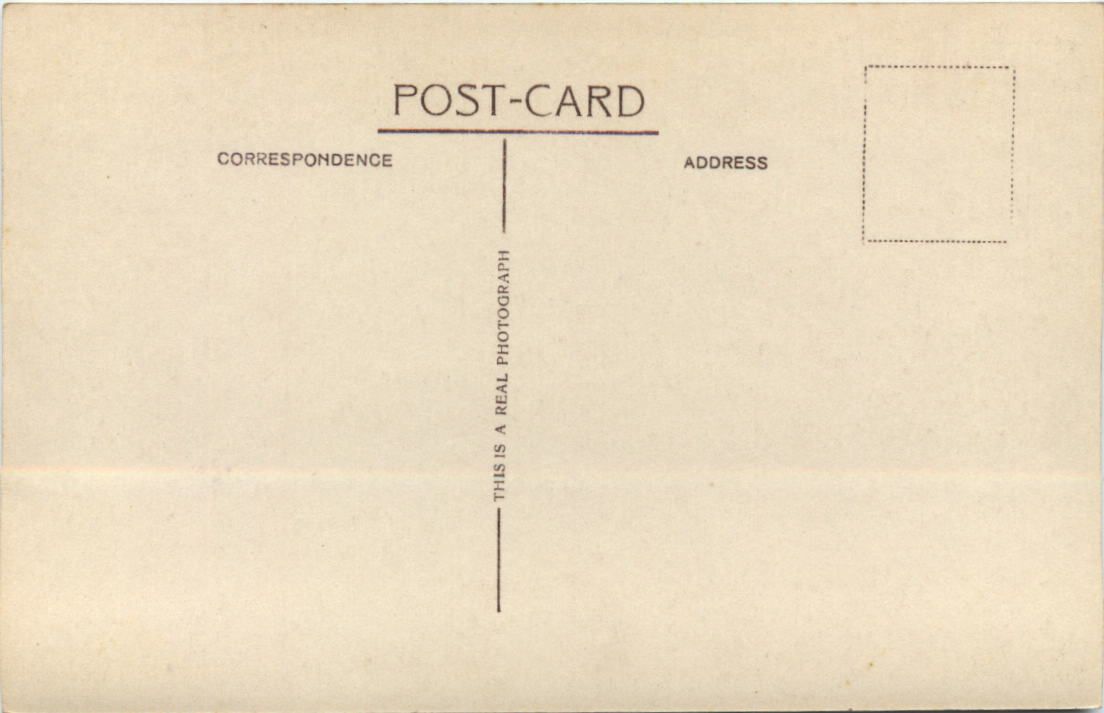 POST-CARD
CORRESPONDENCE
ADDRESS
THIS IS A REAL PHOTOGRAPH